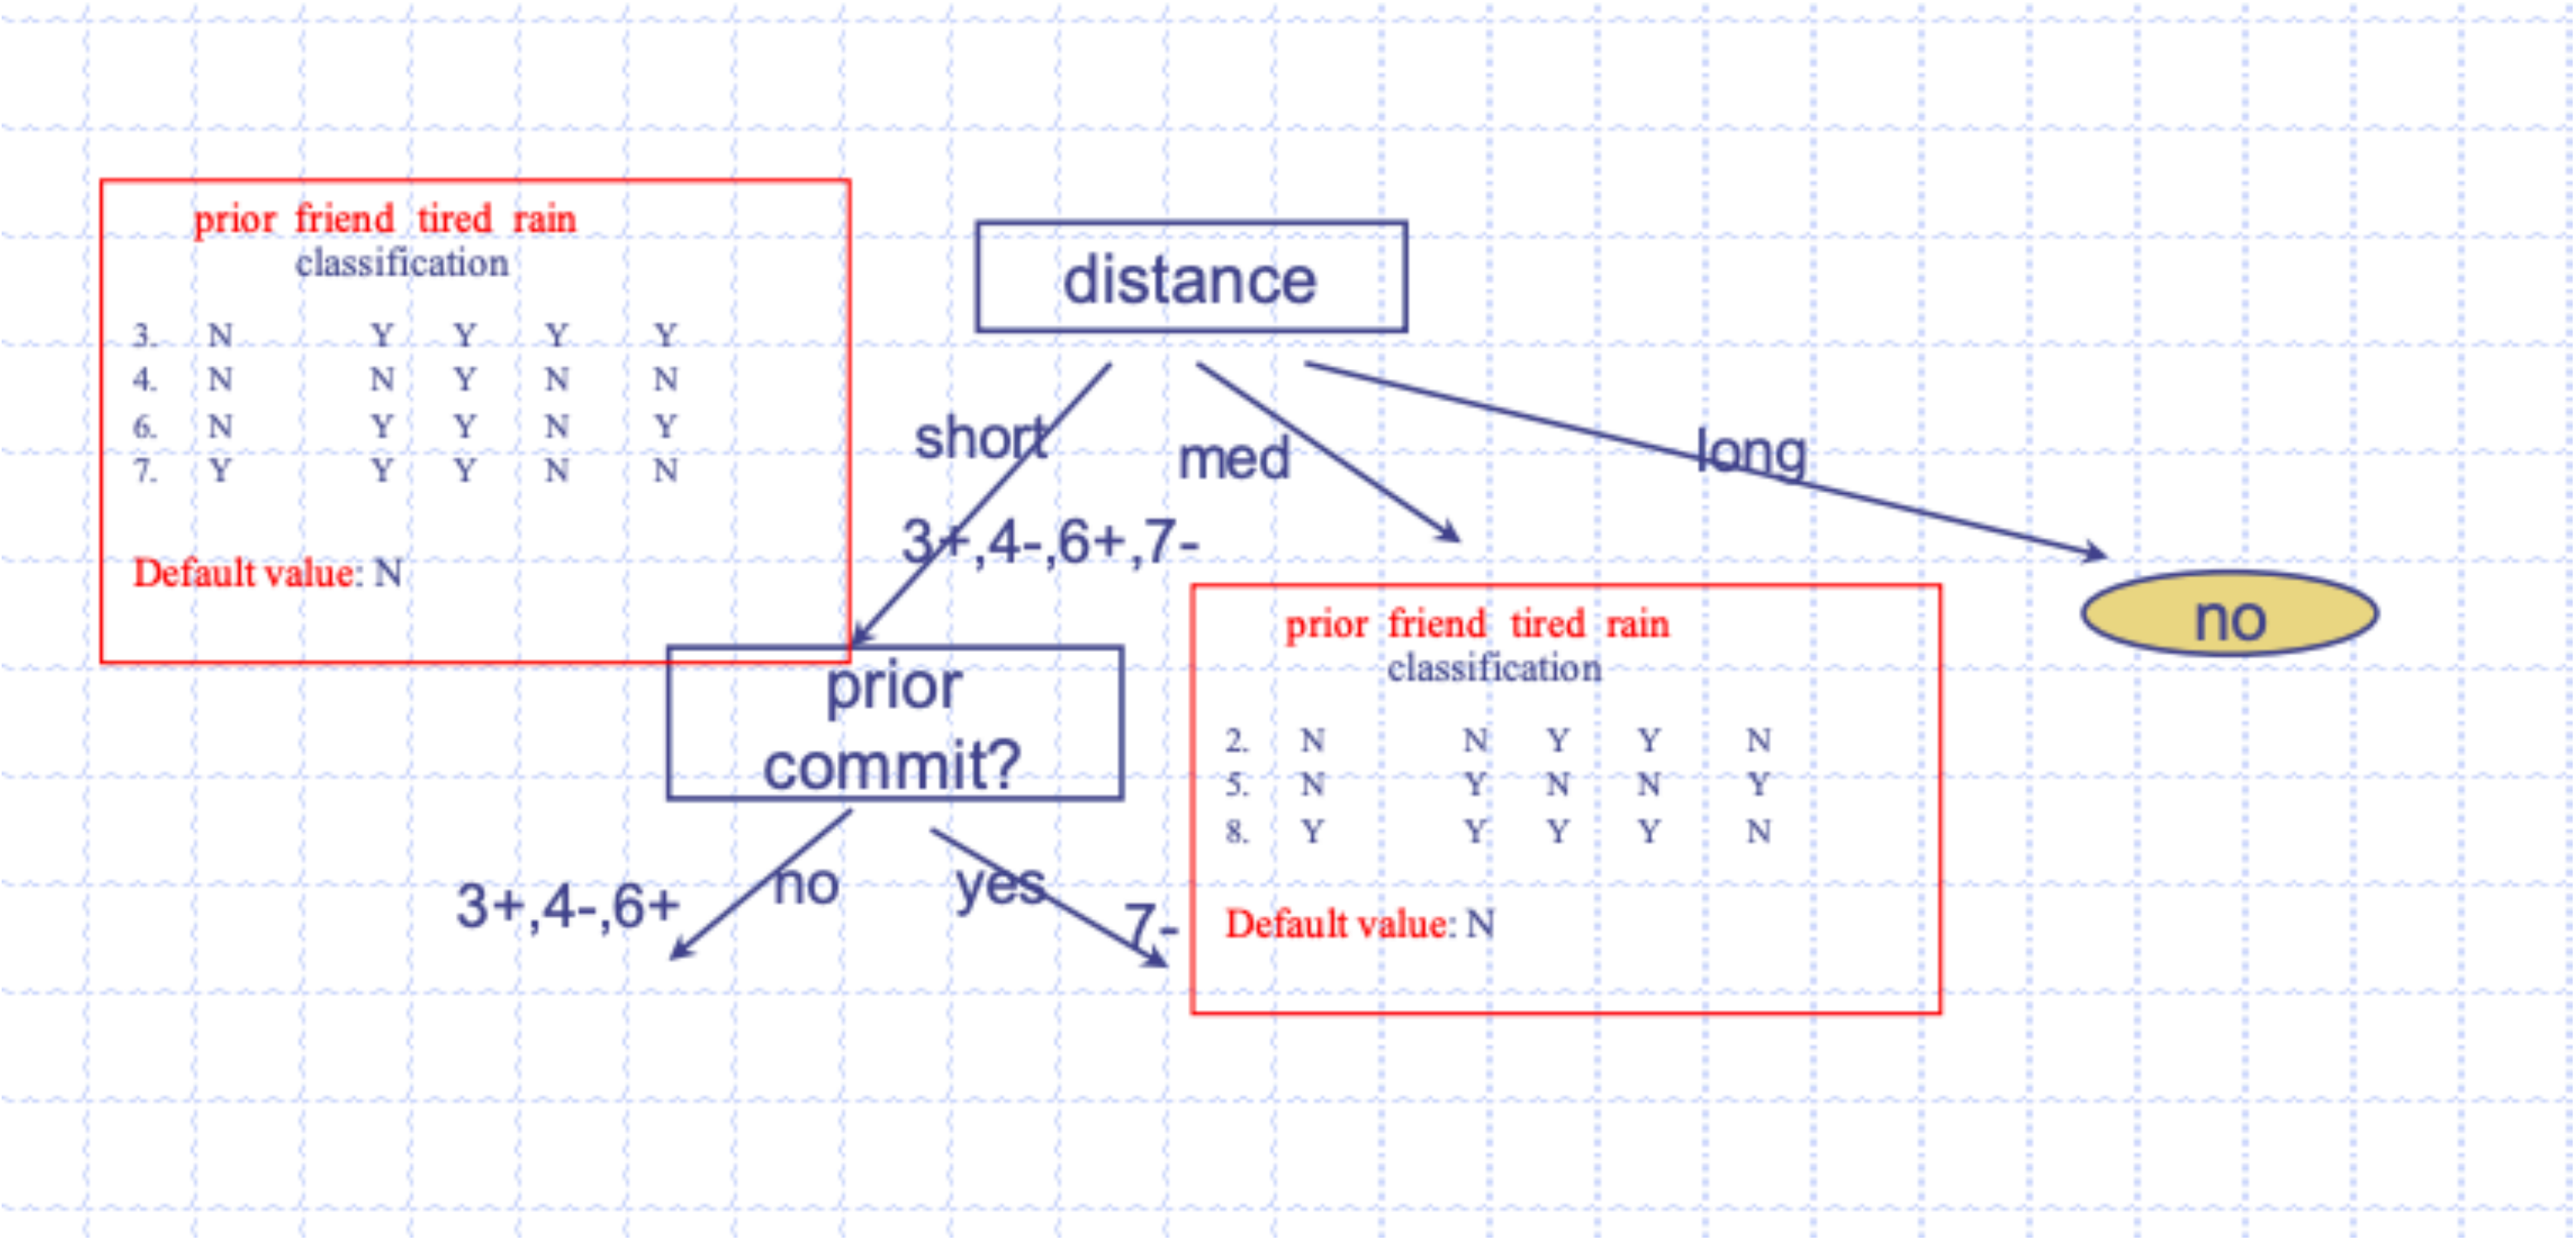 prior friend tired rain
classification
3. N Y Y Y Y
4. N N Y N N
6. N Y Y N Y
7. Y Y Y N N
Default value: N
distance
short
med
long
3+,4-,6+,7-
no
prior
commit?
prior friend tired rain
classification
2. N N Y Y N
5. N Y N N Y
8. Y Y Y Y N
Default value: N
no
yes
3+,4-,6+
7-